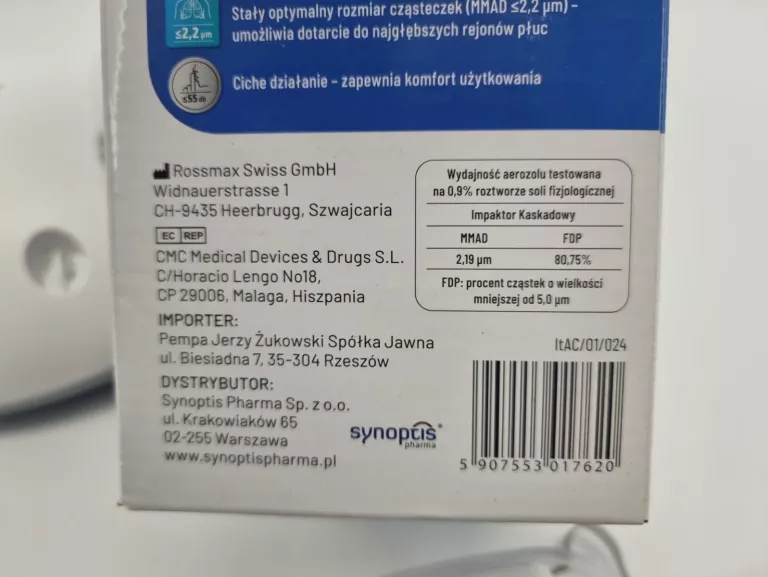 ≤2,2 µm
Stały optymalny rozmiar cząsteczek (MMAD ≤2,2 µm) –
umożliwia dotarcie do najgłębszych rejonów płuc
≤55 db
Ciche działanie – zapewnia komfort użytkowania
Rossmax Swiss GmbH
Widnauerstrasse 1
CH-9435 Heerbrugg, Szwajcaria
EC REP
CMC Medical Devices & Drugs S.L.
C/Horacio Lengo No18,
CP 29006, Malaga, Hiszpania
IMPORTER:
Pempa Jerzy Żukowski Spółka Jawna
ul. Biesiadna 7, 35-304 Rzeszów
DYSTRYBUTOR:
Synoptis Pharma Sp. z o.o.
ul. Krakowiaków 65
02-255 Warszawa
www.synoptispharma.pl
synoptis®
pharma
Wydajność aerozolu testowana
na 0,9% roztworze soli fizjologicznej
Impaktor Kaskadowy
MMAD FDP
2,19 µm 80,75%
FDP: procent cząstek o wielkości
mniejszej od 5,0 µm
ItAC/01/024
5 907553 017620